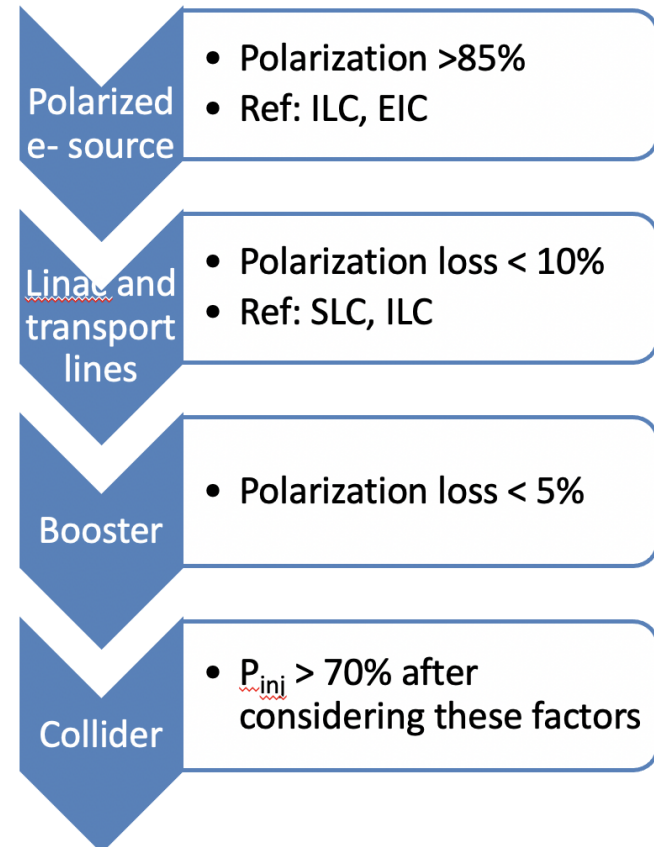 Polarized
e- source
• Polarization >85%
• Ref: ILC, EIC
Linac and
transport
lines
• Polarization loss < 10%
• Ref: SLC, ILC
Booster
• Polarization loss < 5%
Collider
• Pinj > 70% after
considering these factors